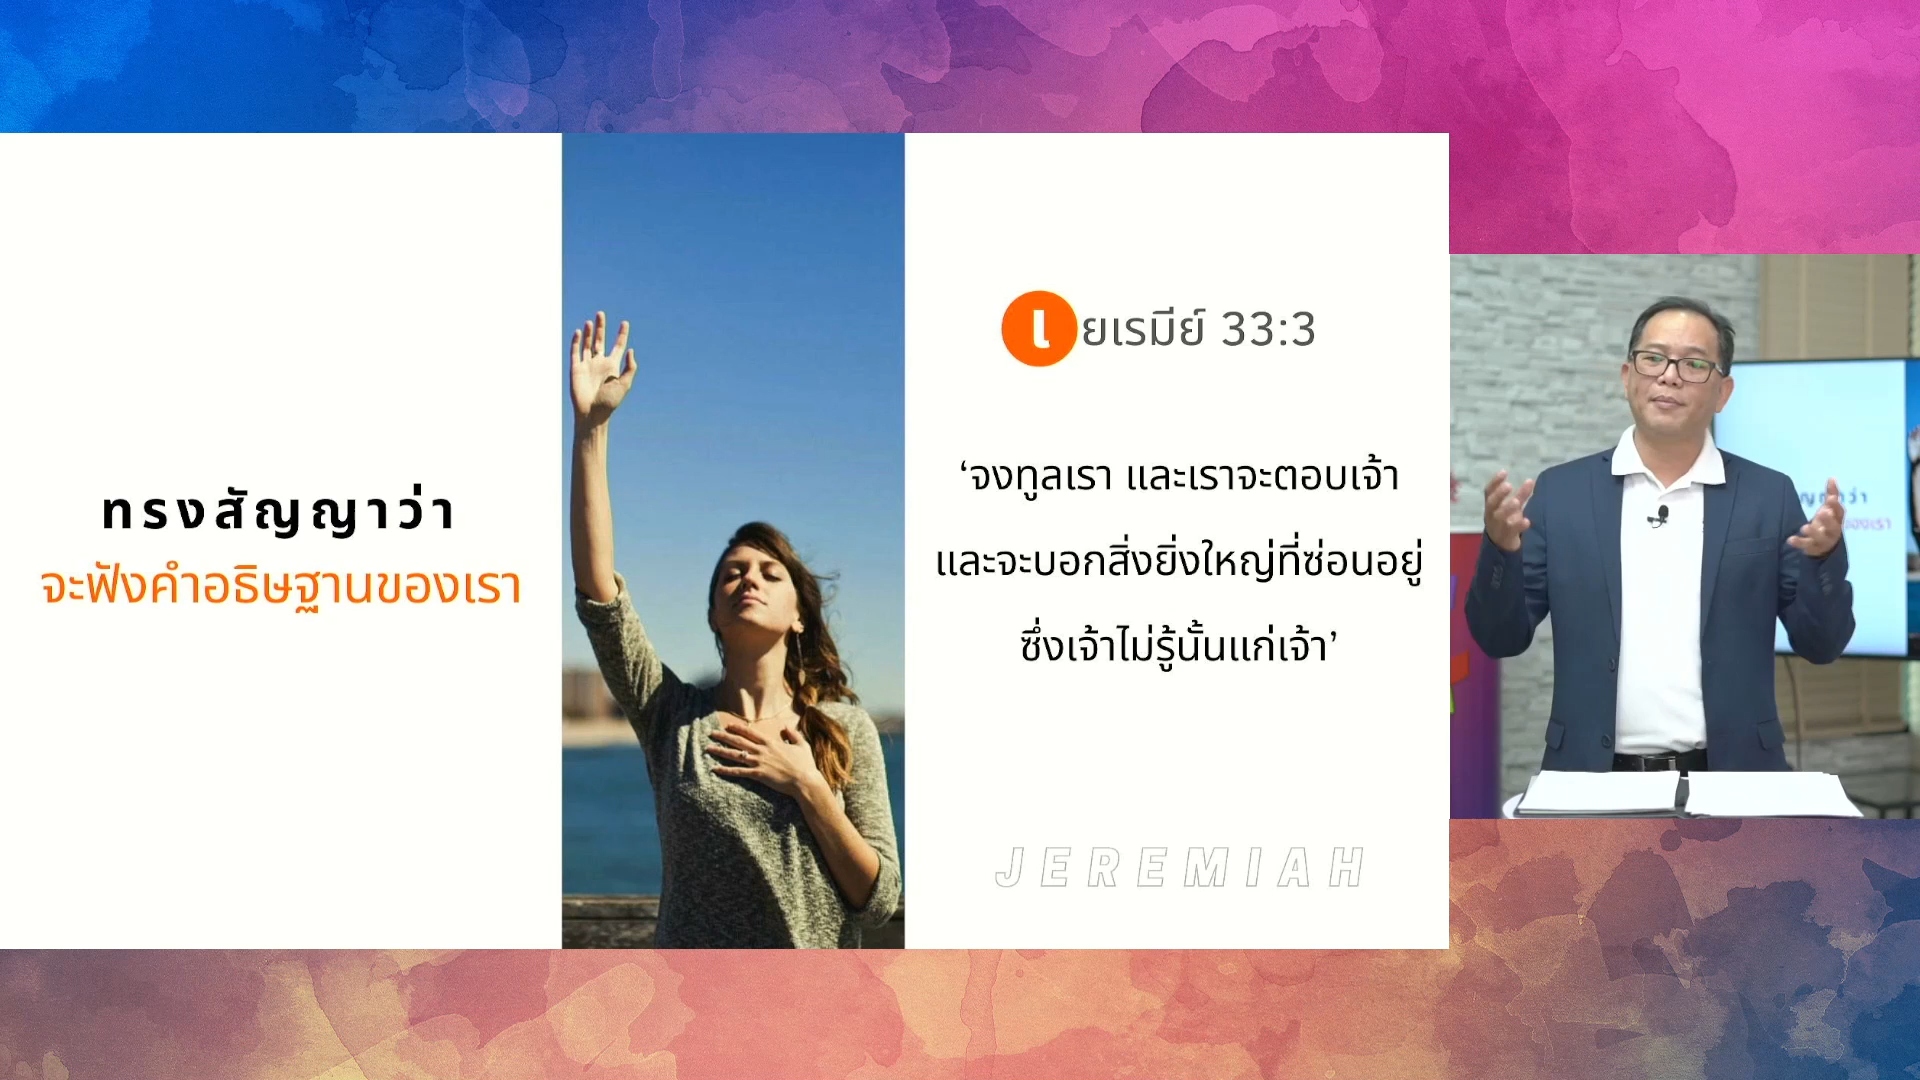 ทรงสัญญาว่า
จะฟังคำอธิษฐานของเรา
เยเรมีย์ 33:3
‘จงทูลเรา และเราจะตอบเจ้า
และจะบอกสิ่งยิ่งใหญ่ที่ซ่อนอยู่
ซึ่งเจ้าไม่รู้นั้นแก่เจ้า’
JEREMIAH